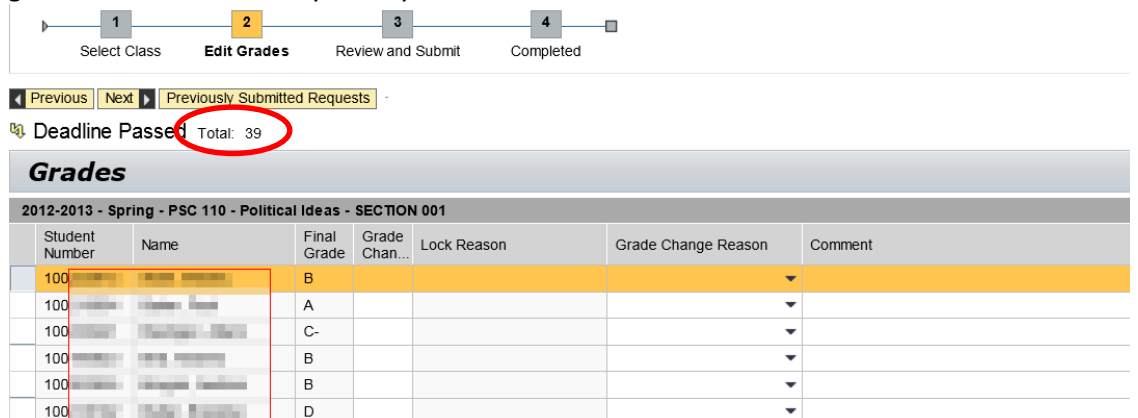 1 2 3 4
Select Class Edit Grades Review and Submit Completed
Previous Next Previously Submitted Requests
Deadline Passed Total: 39
Grades
2012-2013 - Spring - PSC 110 - Political Ideas - SECTION 001
Student Number Name Final Grade Grade Chan... Lock Reason Grade Change Reason Comment
100 B
100 A
100 C-
100 B
100 B
100 D